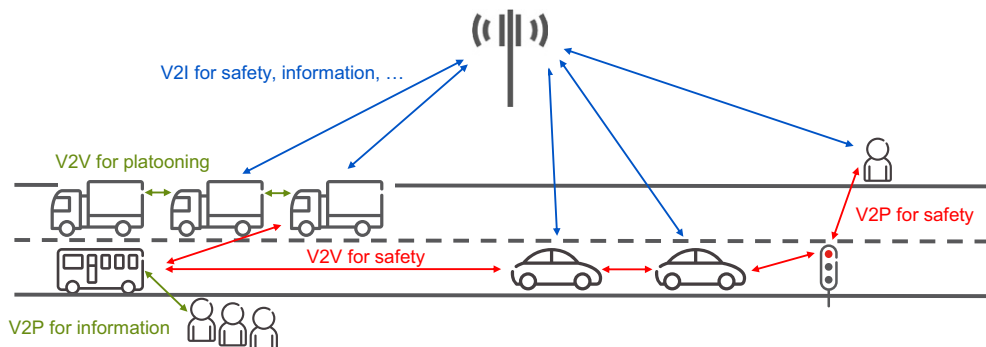 V2I for safety, information, …
V2V for platooning
V2P for safety
V2V for safety
V2P for information